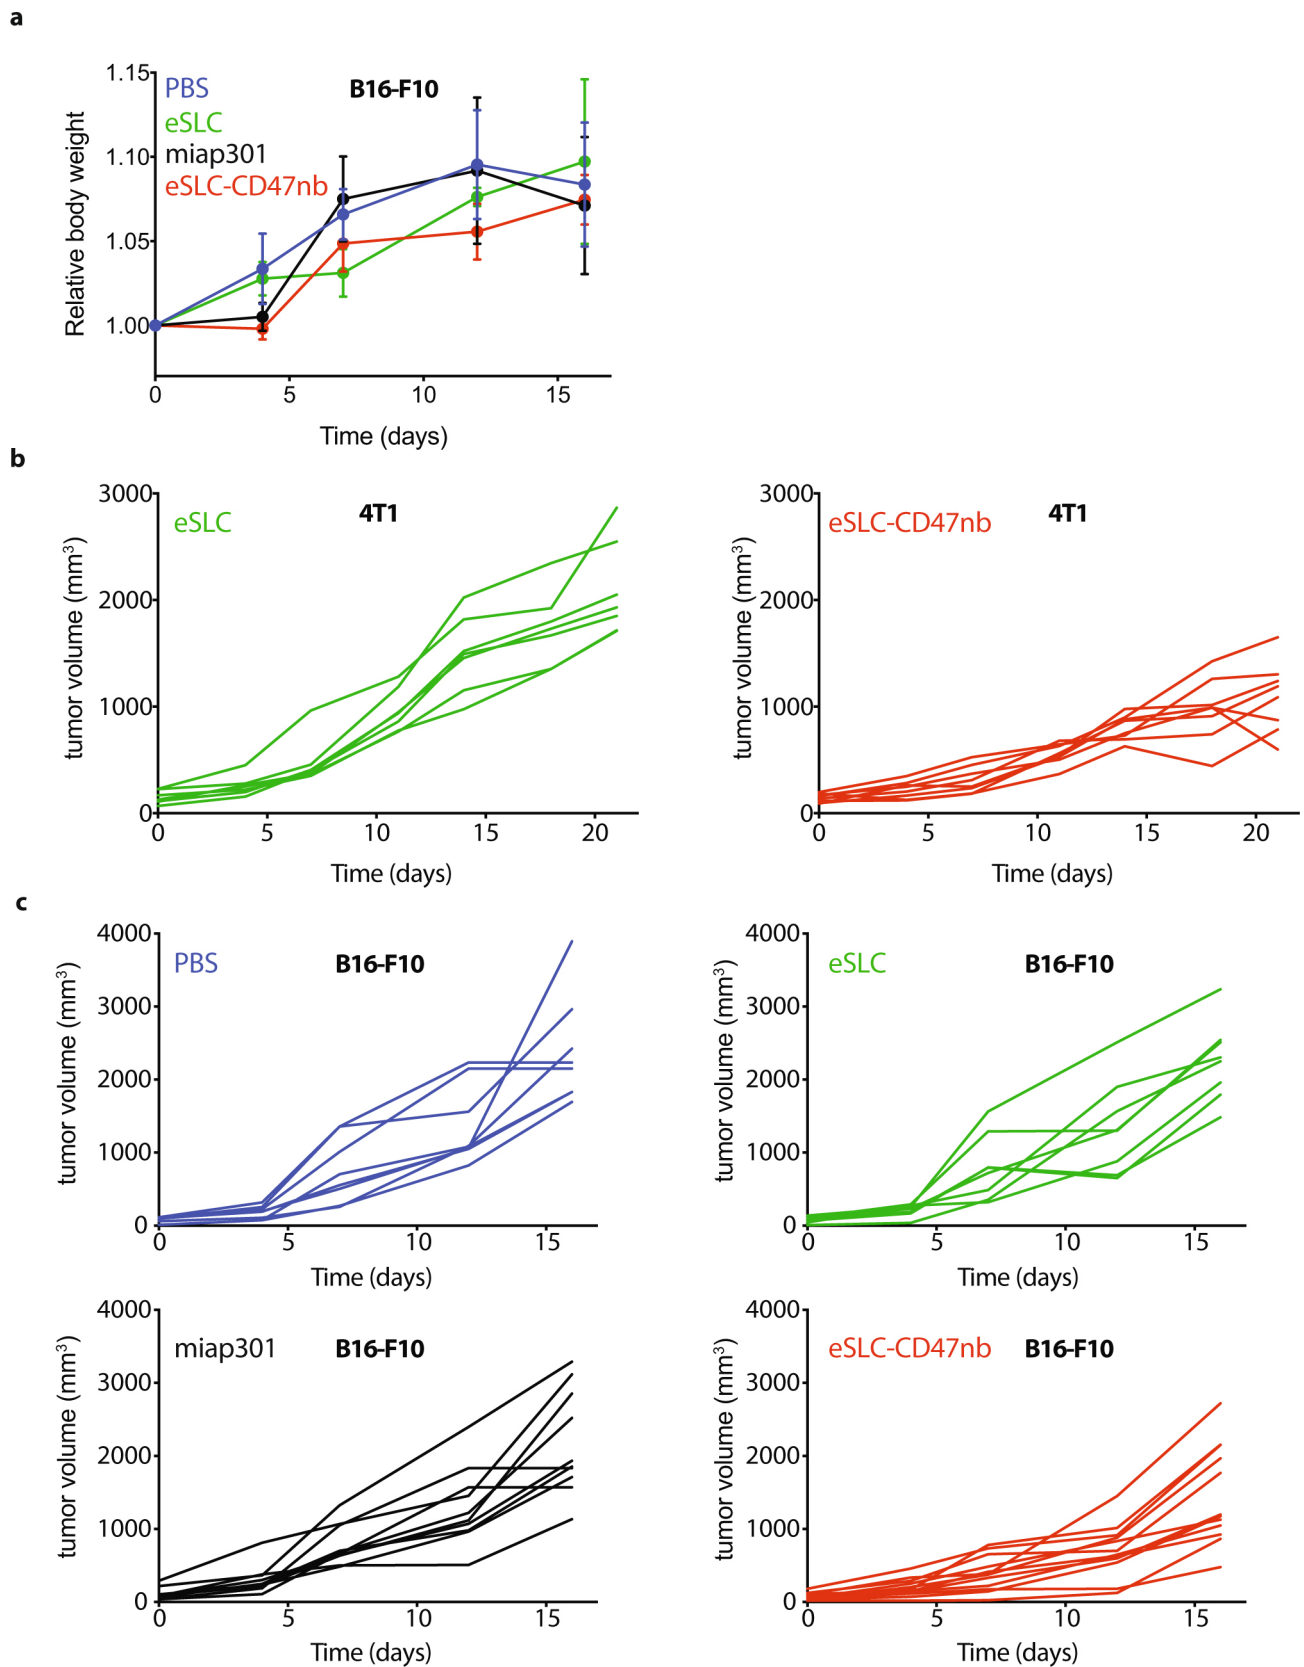 a
1.15
1.10
1.05
1.00
Relative body weight
PBS
eSLC
miap301
eSLC-CD47nb
B16-F10
0 5 10 15
Time (days)
b
3000
2000
1000
0
tumor volume (mm³)
eSLC
4T1
0 5 10 15 20
Time (days)
3000
2000
1000
0
tumor volume (mm³)
eSLC-CD47nb
4T1
0 5 10 15 20
Time (days)
c
4000
3000
2000
1000
0
tumor volume (mm³)
PBS
B16-F10
0 5 10 15
Time (days)
4000
3000
2000
1000
0
tumor volume (mm³)
eSLC
B16-F10
0 5 10 15
Time (days)
4000
3000
2000
1000
0
tumor volume (mm³)
miap301
B16-F10
0 5 10 15
Time (days)
4000
3000
2000
1000
0
tumor volume (mm³)
eSLC-CD47nb
B16-F10
0 5 10 15
Time (days)